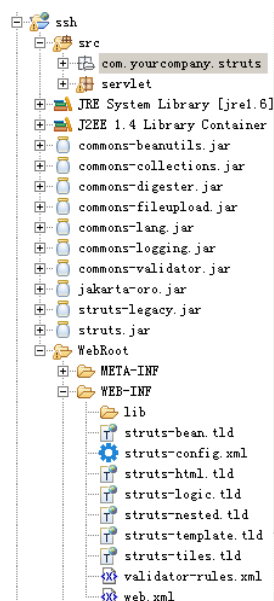 ssh
src
com.yourcompany.struts
servlet
JRE System Library [jre1.6]
J2EE 1.4 Library Container
commons-beanutils.jar
commons-collections.jar
commons-digester.jar
commons-fileupload.jar
commons-lang.jar
commons-logging.jar
commons-validator.jar
jakarta-oro.jar
struts-legacy.jar
struts.jar
WebRoot
META-INF
WEB-INF
lib
struts-bean.tld
struts-config.xml
struts-html.tld
struts-logic.tld
struts-nested.tld
struts-template.tld
struts-tiles.tld
validator-rules.xml
web.xml